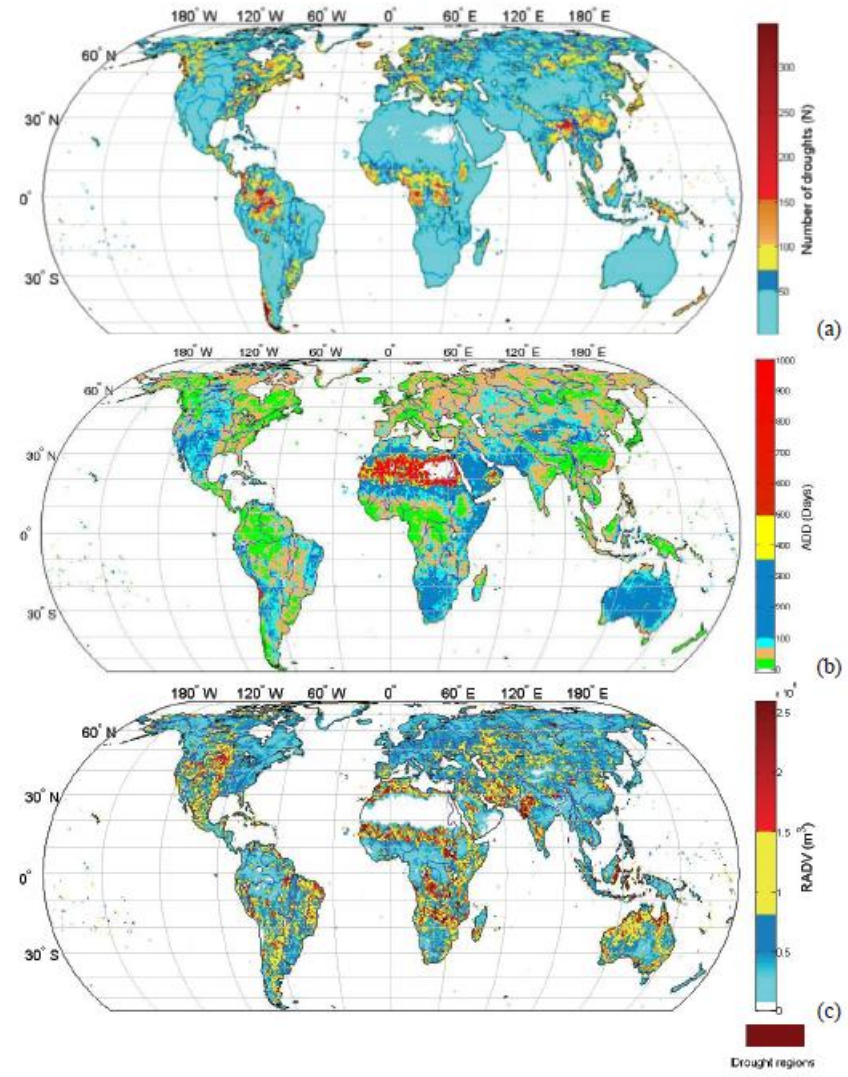 180° W 120° W 60° W 0° 60° E 120° E 180° E
60° N
30° N
0°
30° S
300
250
200
150
100
50
Number of droughts (N)
(a)
180° W 120° W 60° W 0° 60° E 120° E 180° E
60° N
30° N
0°
30° S
1000
900
800
700
600
500
400
300
200
100
0
ADD (Days)
(b)
180° W 120° W 60° W 0° 60° E 120° E 180° E
60° N
30° N
0°
30° S
2.5
2
1.5
1
0.5
0
RADV (m³)
(c)
Drought regions